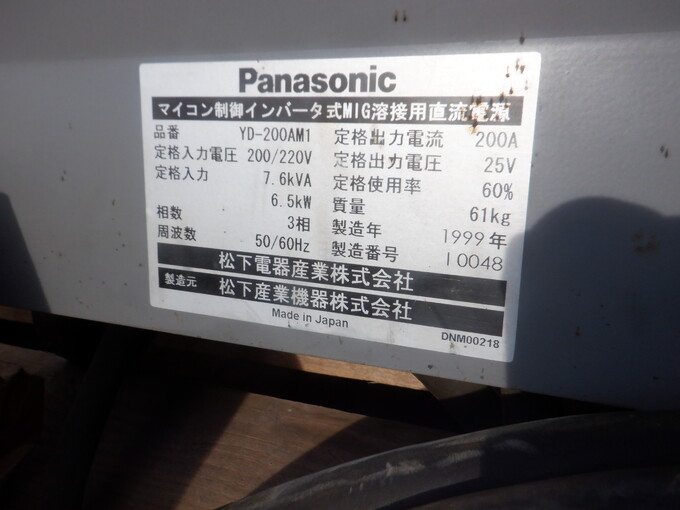 Panasonic
マイコン制御インバータ式MIG溶接用直流電源
品番 YD-200AM1
定格入力電圧 200/220V
定格入力 7.6kVA
6.5kW
相数 3相
周波数 50/60Hz
定格出力電流 200A
定格出力電圧 25V
定格使用率 60%
質量 61kg
製造年 1999年
製造番号 10048
松下電器産業株式会社
製造元 松下産業機器株式会社
Made in Japan
DNM00218